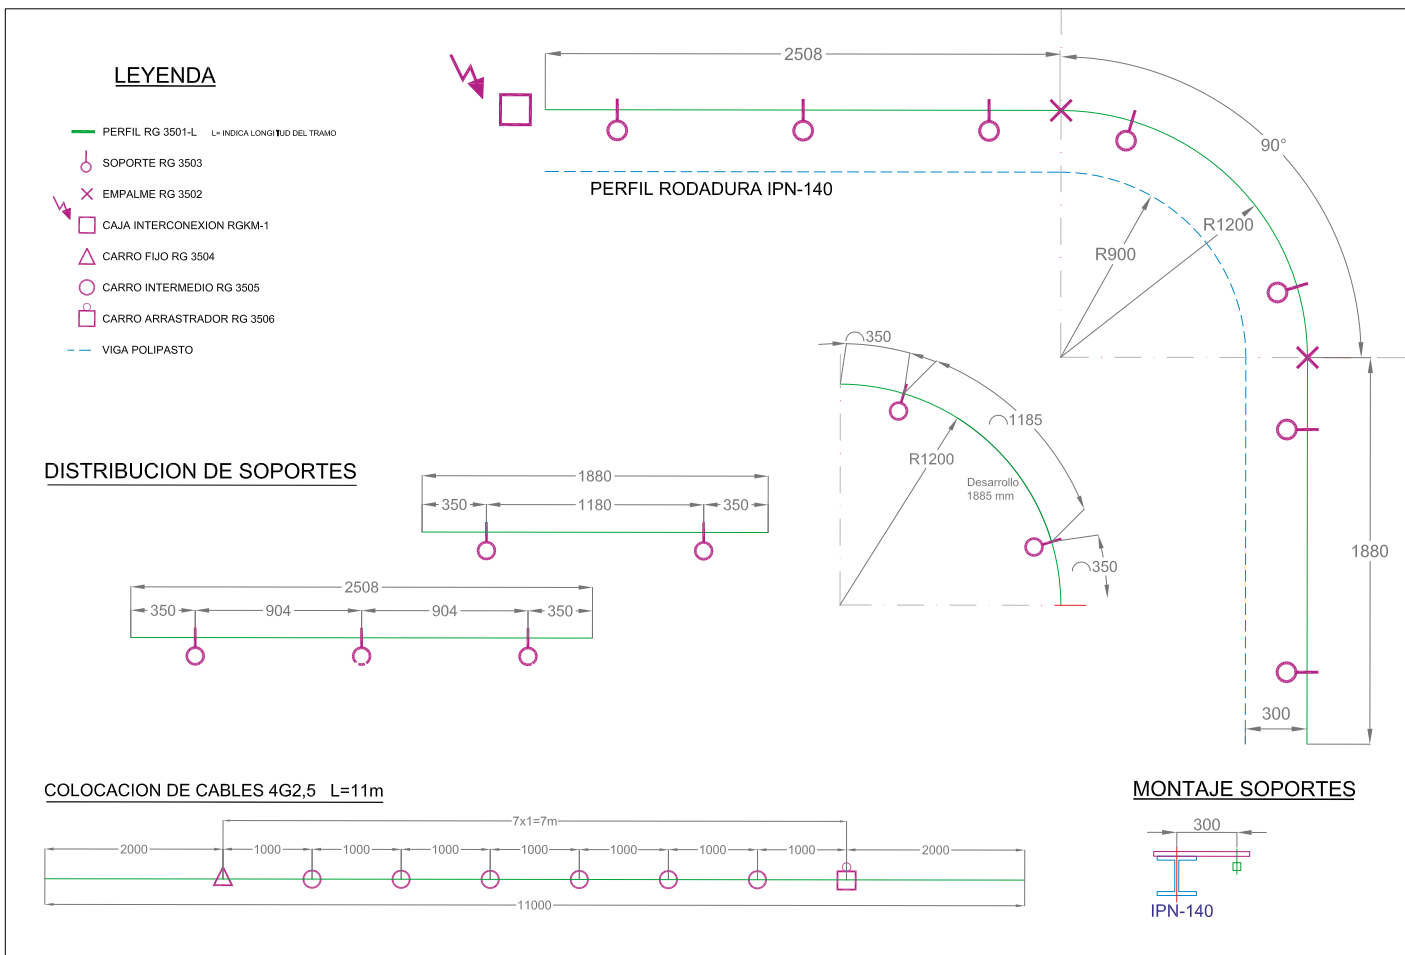 LEYENDA
PERFIL RG 3501-L L= INDICA LONGITUD DEL TRAMO
SOPORTE RG 3503
EMPALME RG 3502
CAJA INTERCONEXION RGKM-1
CARRO FIJO RG 3504
CARRO INTERMEDIO RG 3505
CARRO ARRASTRADOR RG 3506
VIGA POLIPASTO
2508
90°
PERFIL RODADURA IPN-140
R1200
R900
350
1185
R1200
Desarrollo
1885 mm
350
1880
300
DISTRIBUCION DE SOPORTES
1880
350 1180 350
2508
350 904 904 350
COLOCACION DE CABLES 4G2,5 L=11m
7x1=7m
2000 1000 1000 1000 1000 1000 1000 1000 2000
11000
MONTAJE SOPORTES
300
IPN-140